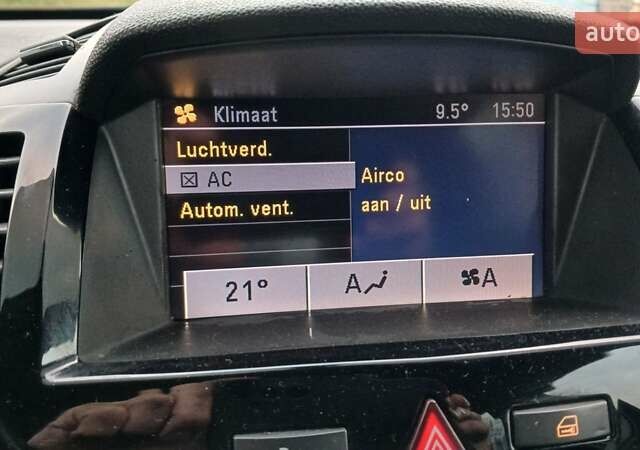 auto
Klimaat 9.5° 15:50
Luchtverd.
AC
Airco
aan / uit
Autom. vent.
21° A A